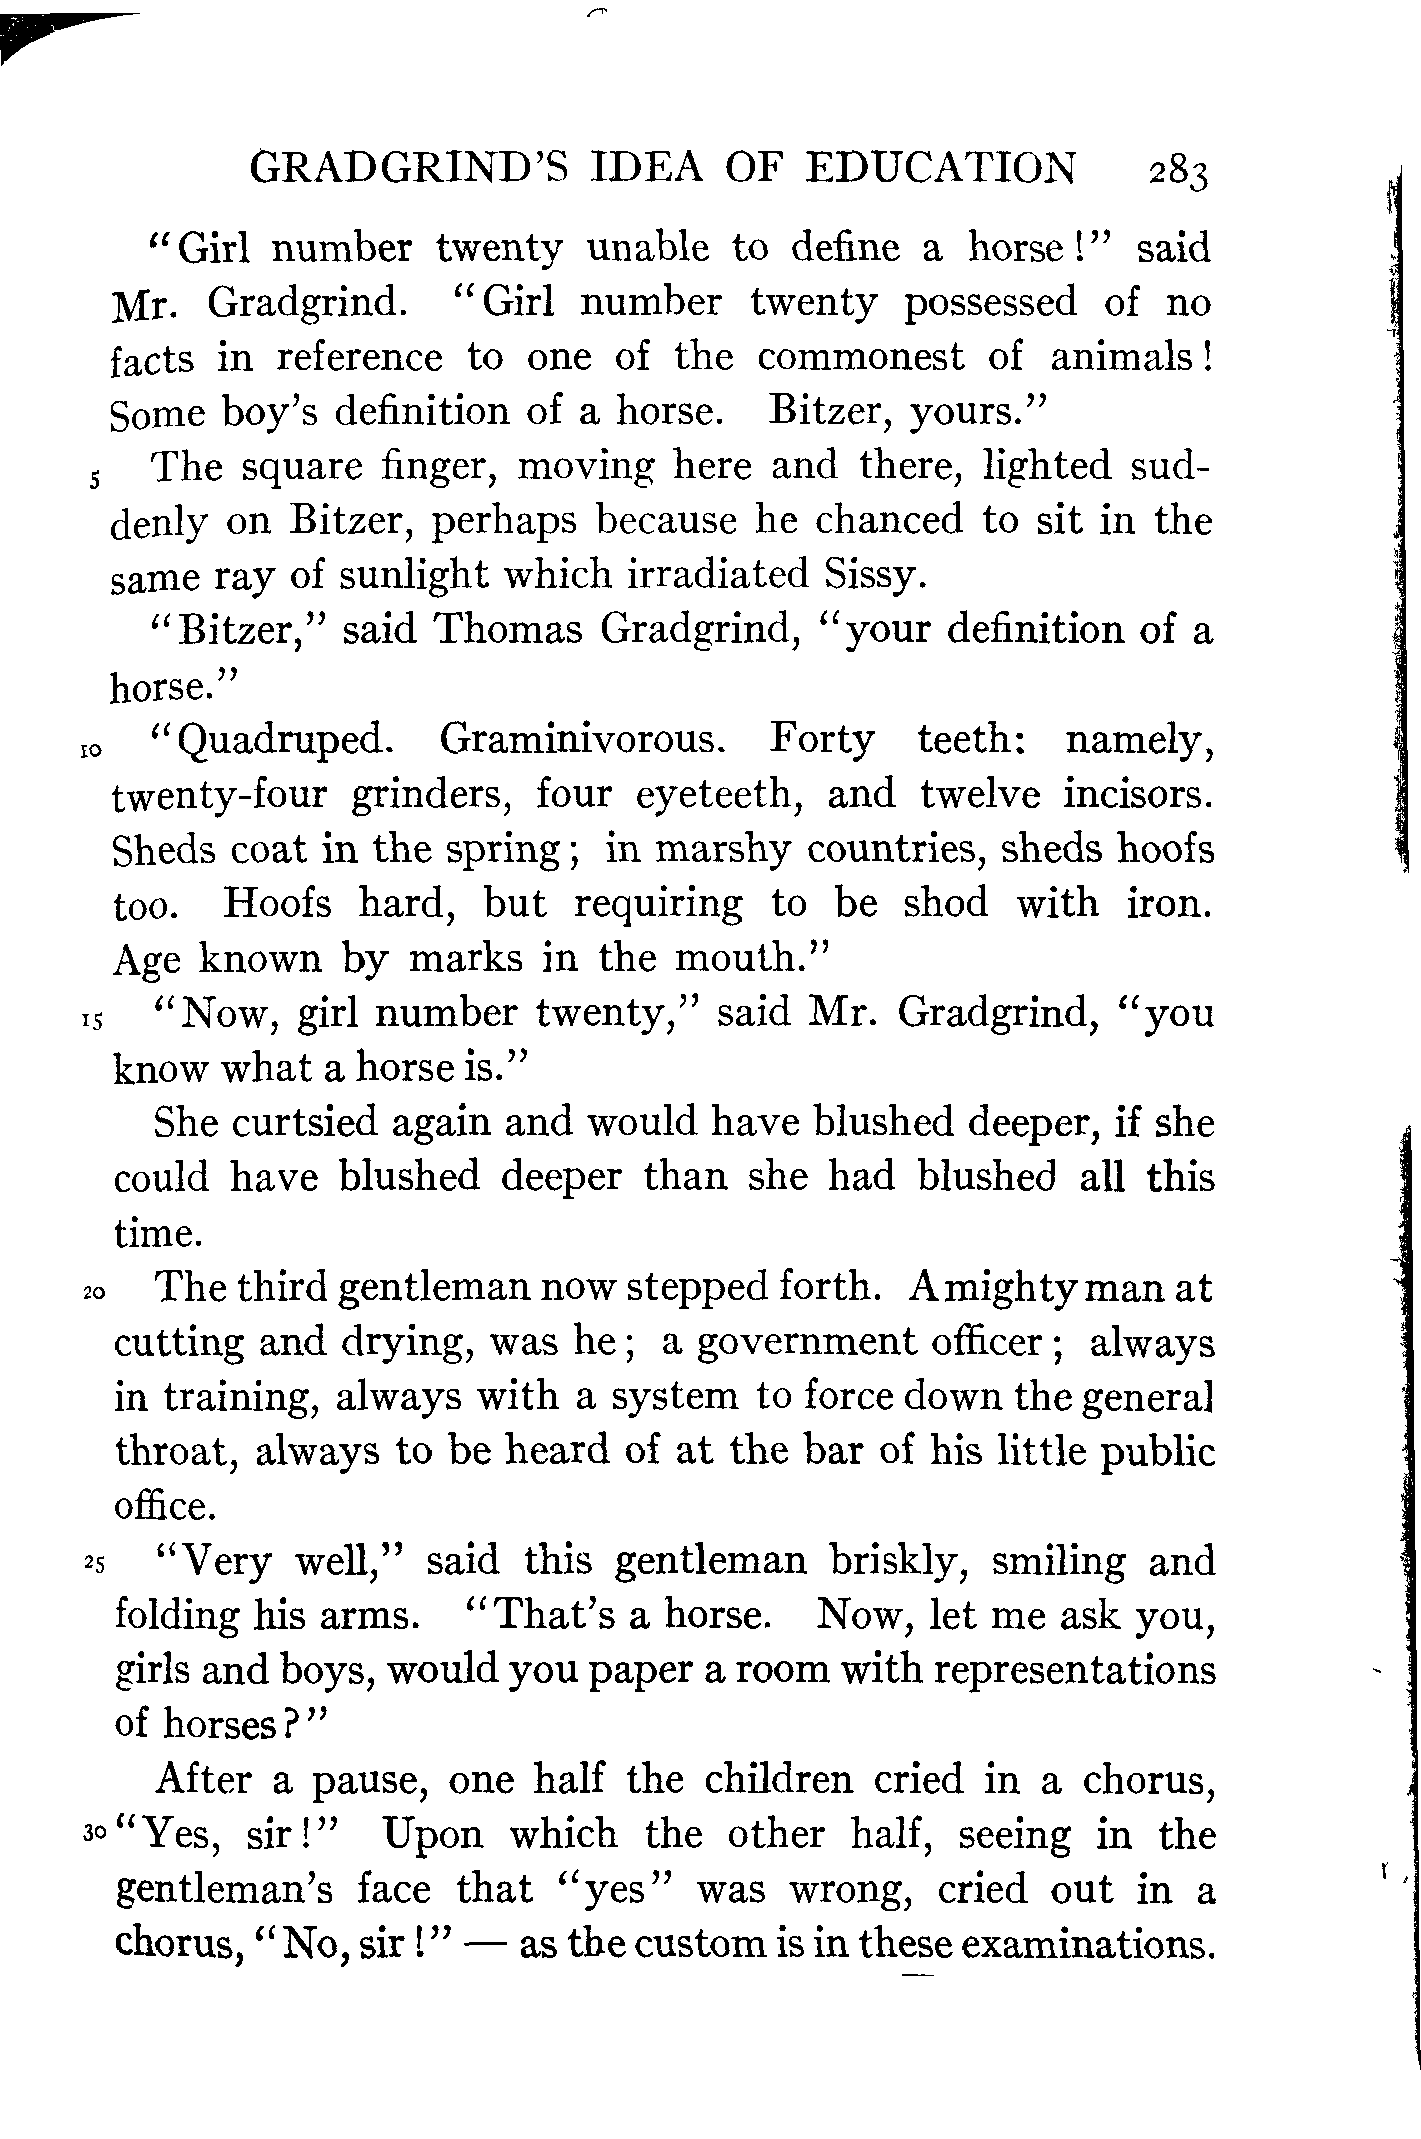 GRADGRIND'S IDEA OF EDUCATION 283
"Girl number twenty unable to define a horse!" said
Mr. Gradgrind. "Girl number twenty possessed of no
facts in reference to one of the commonest of animals!
Some boy's definition of a horse. Bitzer, yours."
5 The square finger, moving here and there, lighted sud-
denly on Bitzer, perhaps because he chanced to sit in the
same ray of sunlight which irradiated Sissy.
"Bitzer," said Thomas Gradgrind, "your definition of a
horse."
10 "Quadruped. Graminivorous. Forty teeth: namely,
twenty-four grinders, four eyeteeth, and twelve incisors.
Sheds coat in the spring; in marshy countries, sheds hoofs
too. Hoofs hard, but requiring to be shod with iron.
Age known by marks in the mouth."
15 "Now, girl number twenty," said Mr. Gradgrind, "you
know what a horse is."
She curtsied again and would have blushed deeper, if she
could have blushed deeper than she had blushed all this
time.
20 The third gentleman now stepped forth. A mighty man at
cutting and drying, was he; a government officer; always
in training, always with a system to force down the general
throat, always to be heard of at the bar of his little public
office.
25 "Very well," said this gentleman briskly, smiling and
folding his arms. "That's a horse. Now, let me ask you,
girls and boys, would you paper a room with representations
of horses?"
After a pause, one half the children cried in a chorus,
30 "Yes, sir!" Upon which the other half, seeing in the
gentleman's face that "yes" was wrong, cried out in a
chorus, "No, sir!" — as the custom is in these examinations.